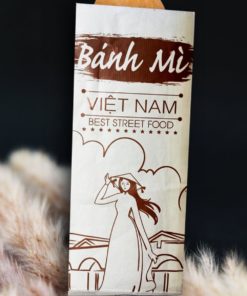 Bánh Mì
VIỆT NAM
BEST STREET FOOD